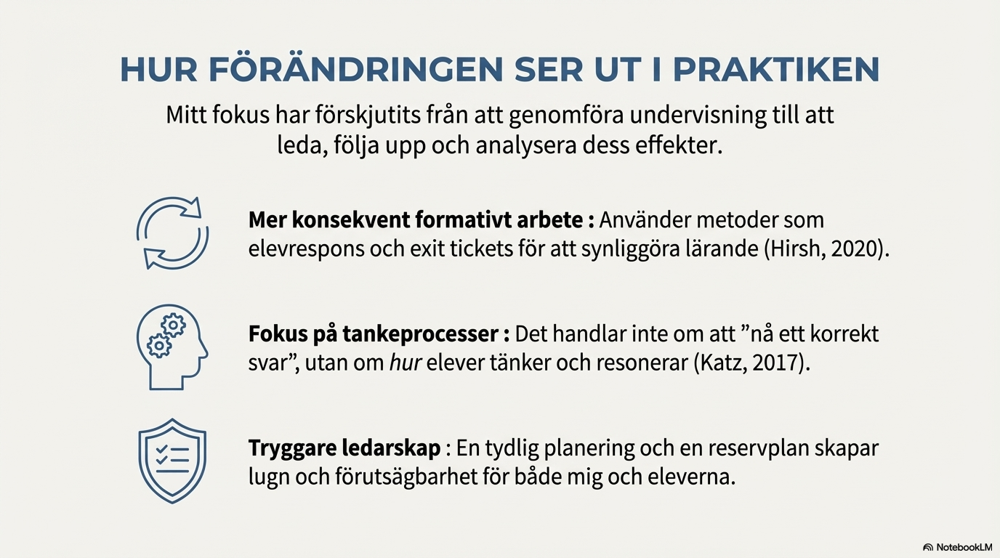 HUR FÖRÄNDRINGEN SER UT I PRAKTIKEN
Mitt fokus har förskjutits från att genomföra undervisning till att
leda, följa upp och analysera dess effekter.
Mer konsekvent formativt arbete : Använder metoder som
elevrespons och exit tickets för att synliggöra lärande (Hirsh, 2020).
Fokus på tankeprocesser : Det handlar inte om att ”nå ett korrekt
svar”, utan om hur elever tänker och resonerar (Katz, 2017).
Tryggare ledarskap : En tydlig planering och en reservplan skapar
lugn och förutsägbarhet för både mig och eleverna.
NotebookLM